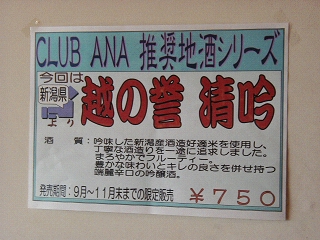 CLUB ANA 推奨地酒シリーズ
今回は
新潟県
より
越の誉 清吟
酒 質：吟味した新潟産酒造好適米を使用し、
丁寧な酒造りを一途に追求しました。
まろやかでフルーティー。
豊かな味わいとキレの良さを併せ持つ
端麗辛口の吟醸酒。
発売期間：9月～11月末までの限定販売
￥７５０